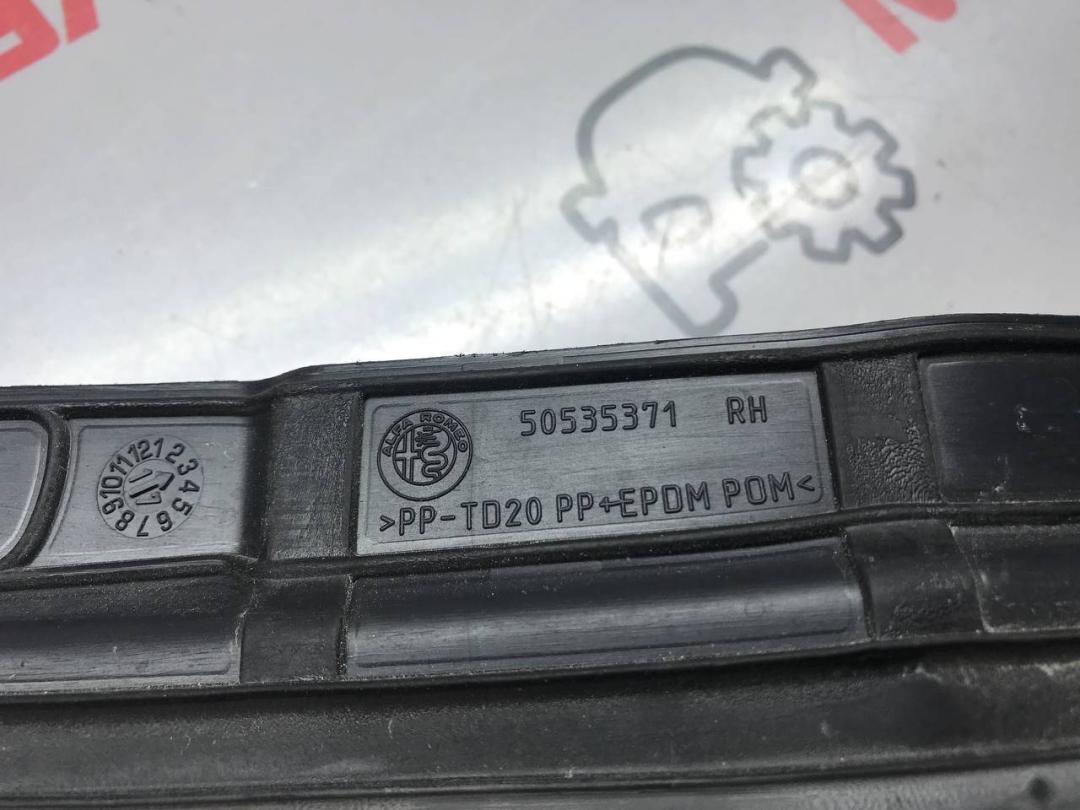 50535371 RH
ALFA ROMEO
>PP-TD20 PP+EPDM POM<
1 2 3 4 5 6 7 8 9 10 11 12